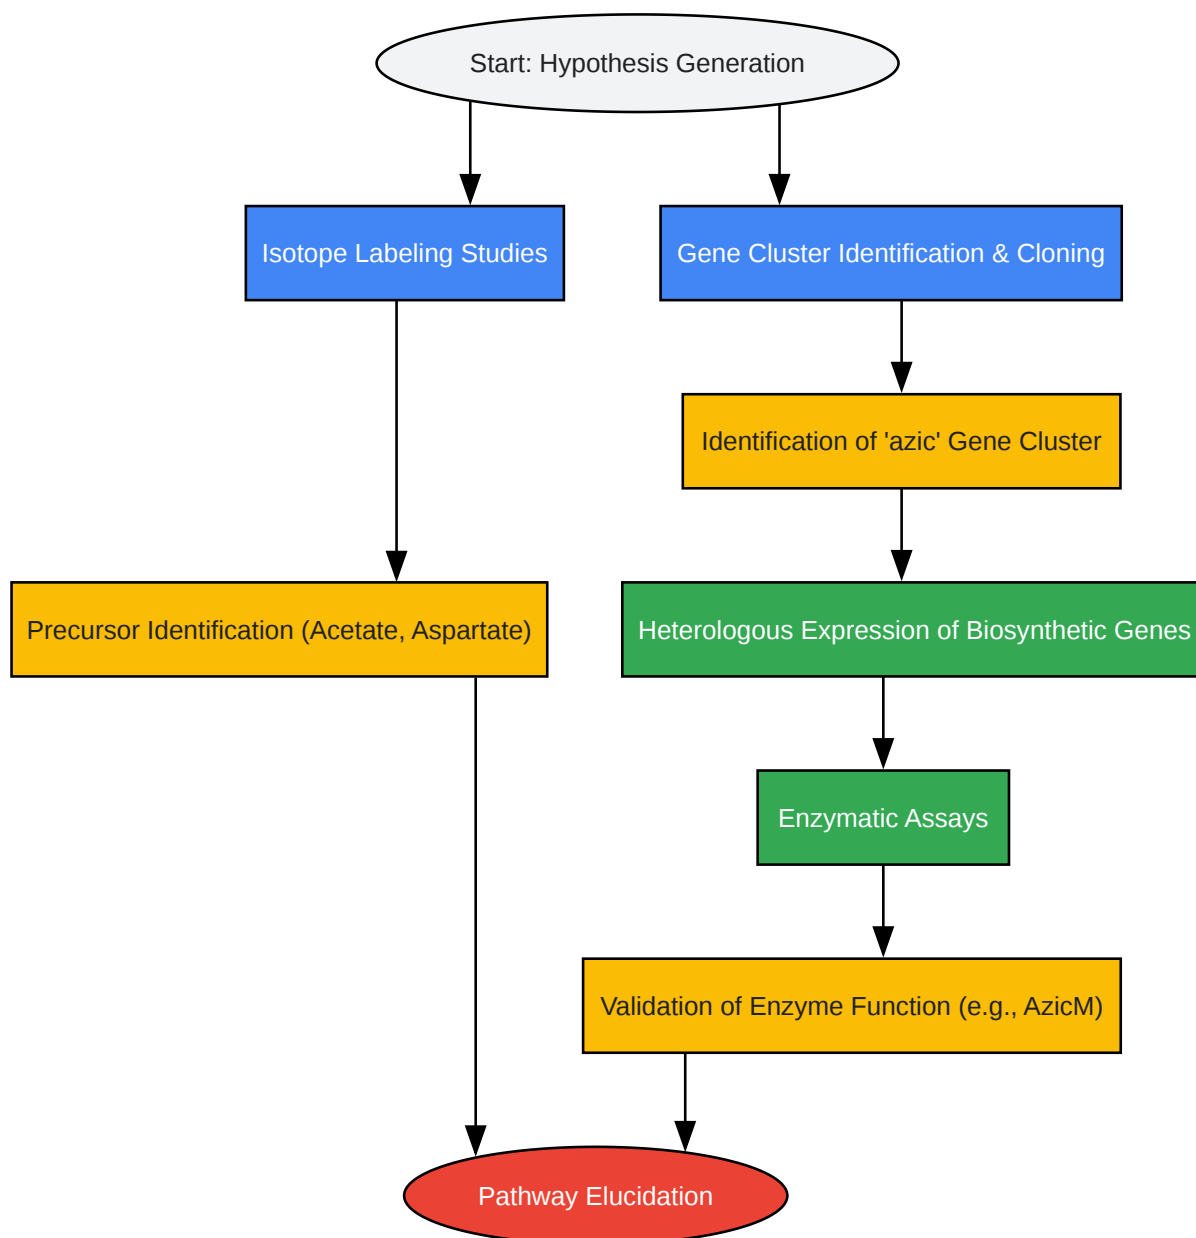 Start: Hypothesis Generation
Isotope Labeling Studies
Gene Cluster Identification & Cloning
Identification of 'azic' Gene Cluster
Precursor Identification (Acetate, Aspartate)
Heterologous Expression of Biosynthetic Genes
Enzymatic Assays
Validation of Enzyme Function (e.g., AzicM)
Pathway Elucidation